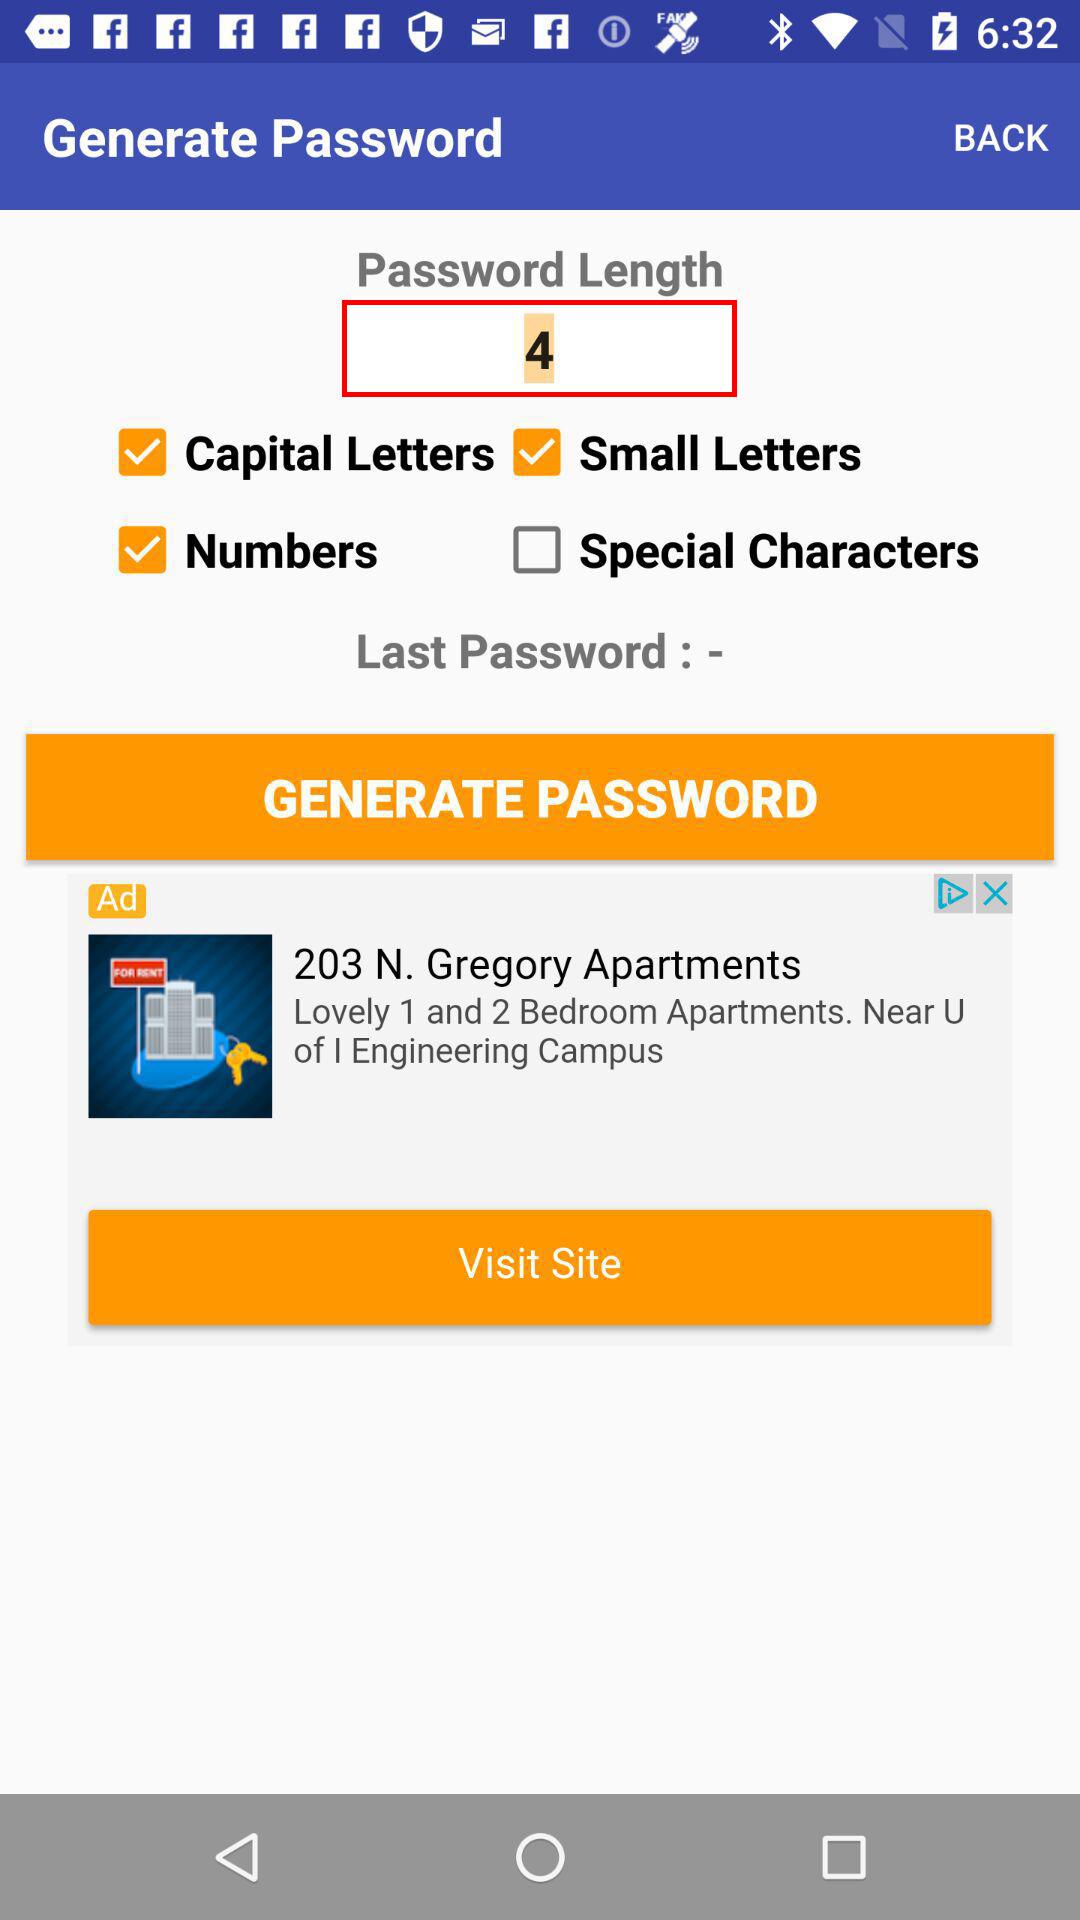 FAKE
6:32
Generate Password
BACK
Password Length
4
Capital Letters
Small Letters
Numbers
Special Characters
Last Password : -
GENERATE PASSWORD
Ad
203 N. Gregory Apartments
FOR RENT
Lovely 1 and 2 Bedroom Apartments. Near U
of I Engineering Campus
Visit Site